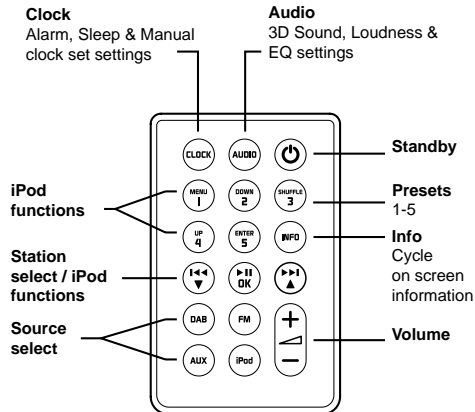 Clock
Alarm, Sleep & Manual
clock set settings
Audio
3D Sound, Loudness &
EQ settings
CLOCK
AUDIO
Standby
iPod
functions
MENU
1
DOWN
2
SHUFFLE
3
Presets
1-5
UP
4
ENTER
5
INFO
Info
Cycle
on screen
information
Station
select / iPod
functions
OK
Source
select
DAB
FM
+
Volume
AUX
iPod
−